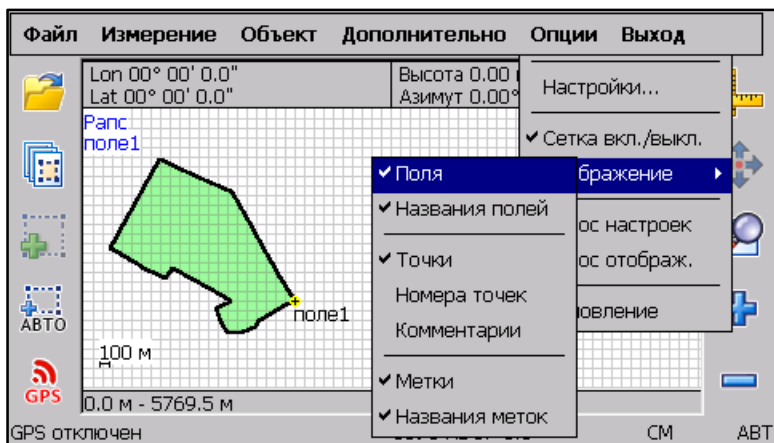 Файл Измерение Объект Дополнительно Опции Выход
Lon 00° 00' 0.0" Высота 0.00
Lat 00° 00' 0.0" Азимут 0.00°
Настройки...
Рапс
поле1
Сетка вкл./выкл.
Поля
бражение
Названия полей
ос настроек
Точки
ос отображ.
Номера точек
поле1
овление
АВТО
Комментарии
100 м
Метки
GPS
0.0 м - 5769.5 м
Названия меток
GPS отключен СМ АВТ